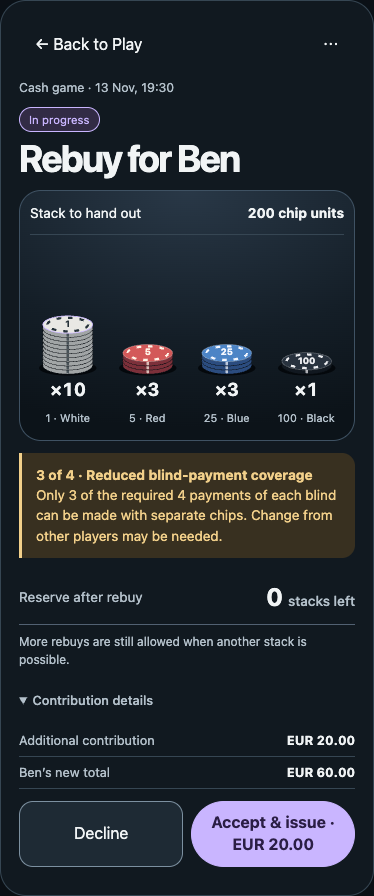 ← Back to Play ···
Cash game · 13 Nov, 19:30
In progress
Rebuy for Ben
Stack to hand out 200 chip units
1 5 25 100
×10 ×3 ×3 ×1
1 · White 5 · Red 25 · Blue 100 · Black
3 of 4 · Reduced blind-payment coverage
Only 3 of the required 4 payments of each blind
can be made with separate chips. Change from
other players may be needed.
Reserve after rebuy 0 stacks left
More rebuys are still allowed when another stack is
possible.
▼ Contribution details
Additional contribution EUR 20.00
Ben’s new total EUR 60.00
Decline Accept & issue ·
EUR 20.00